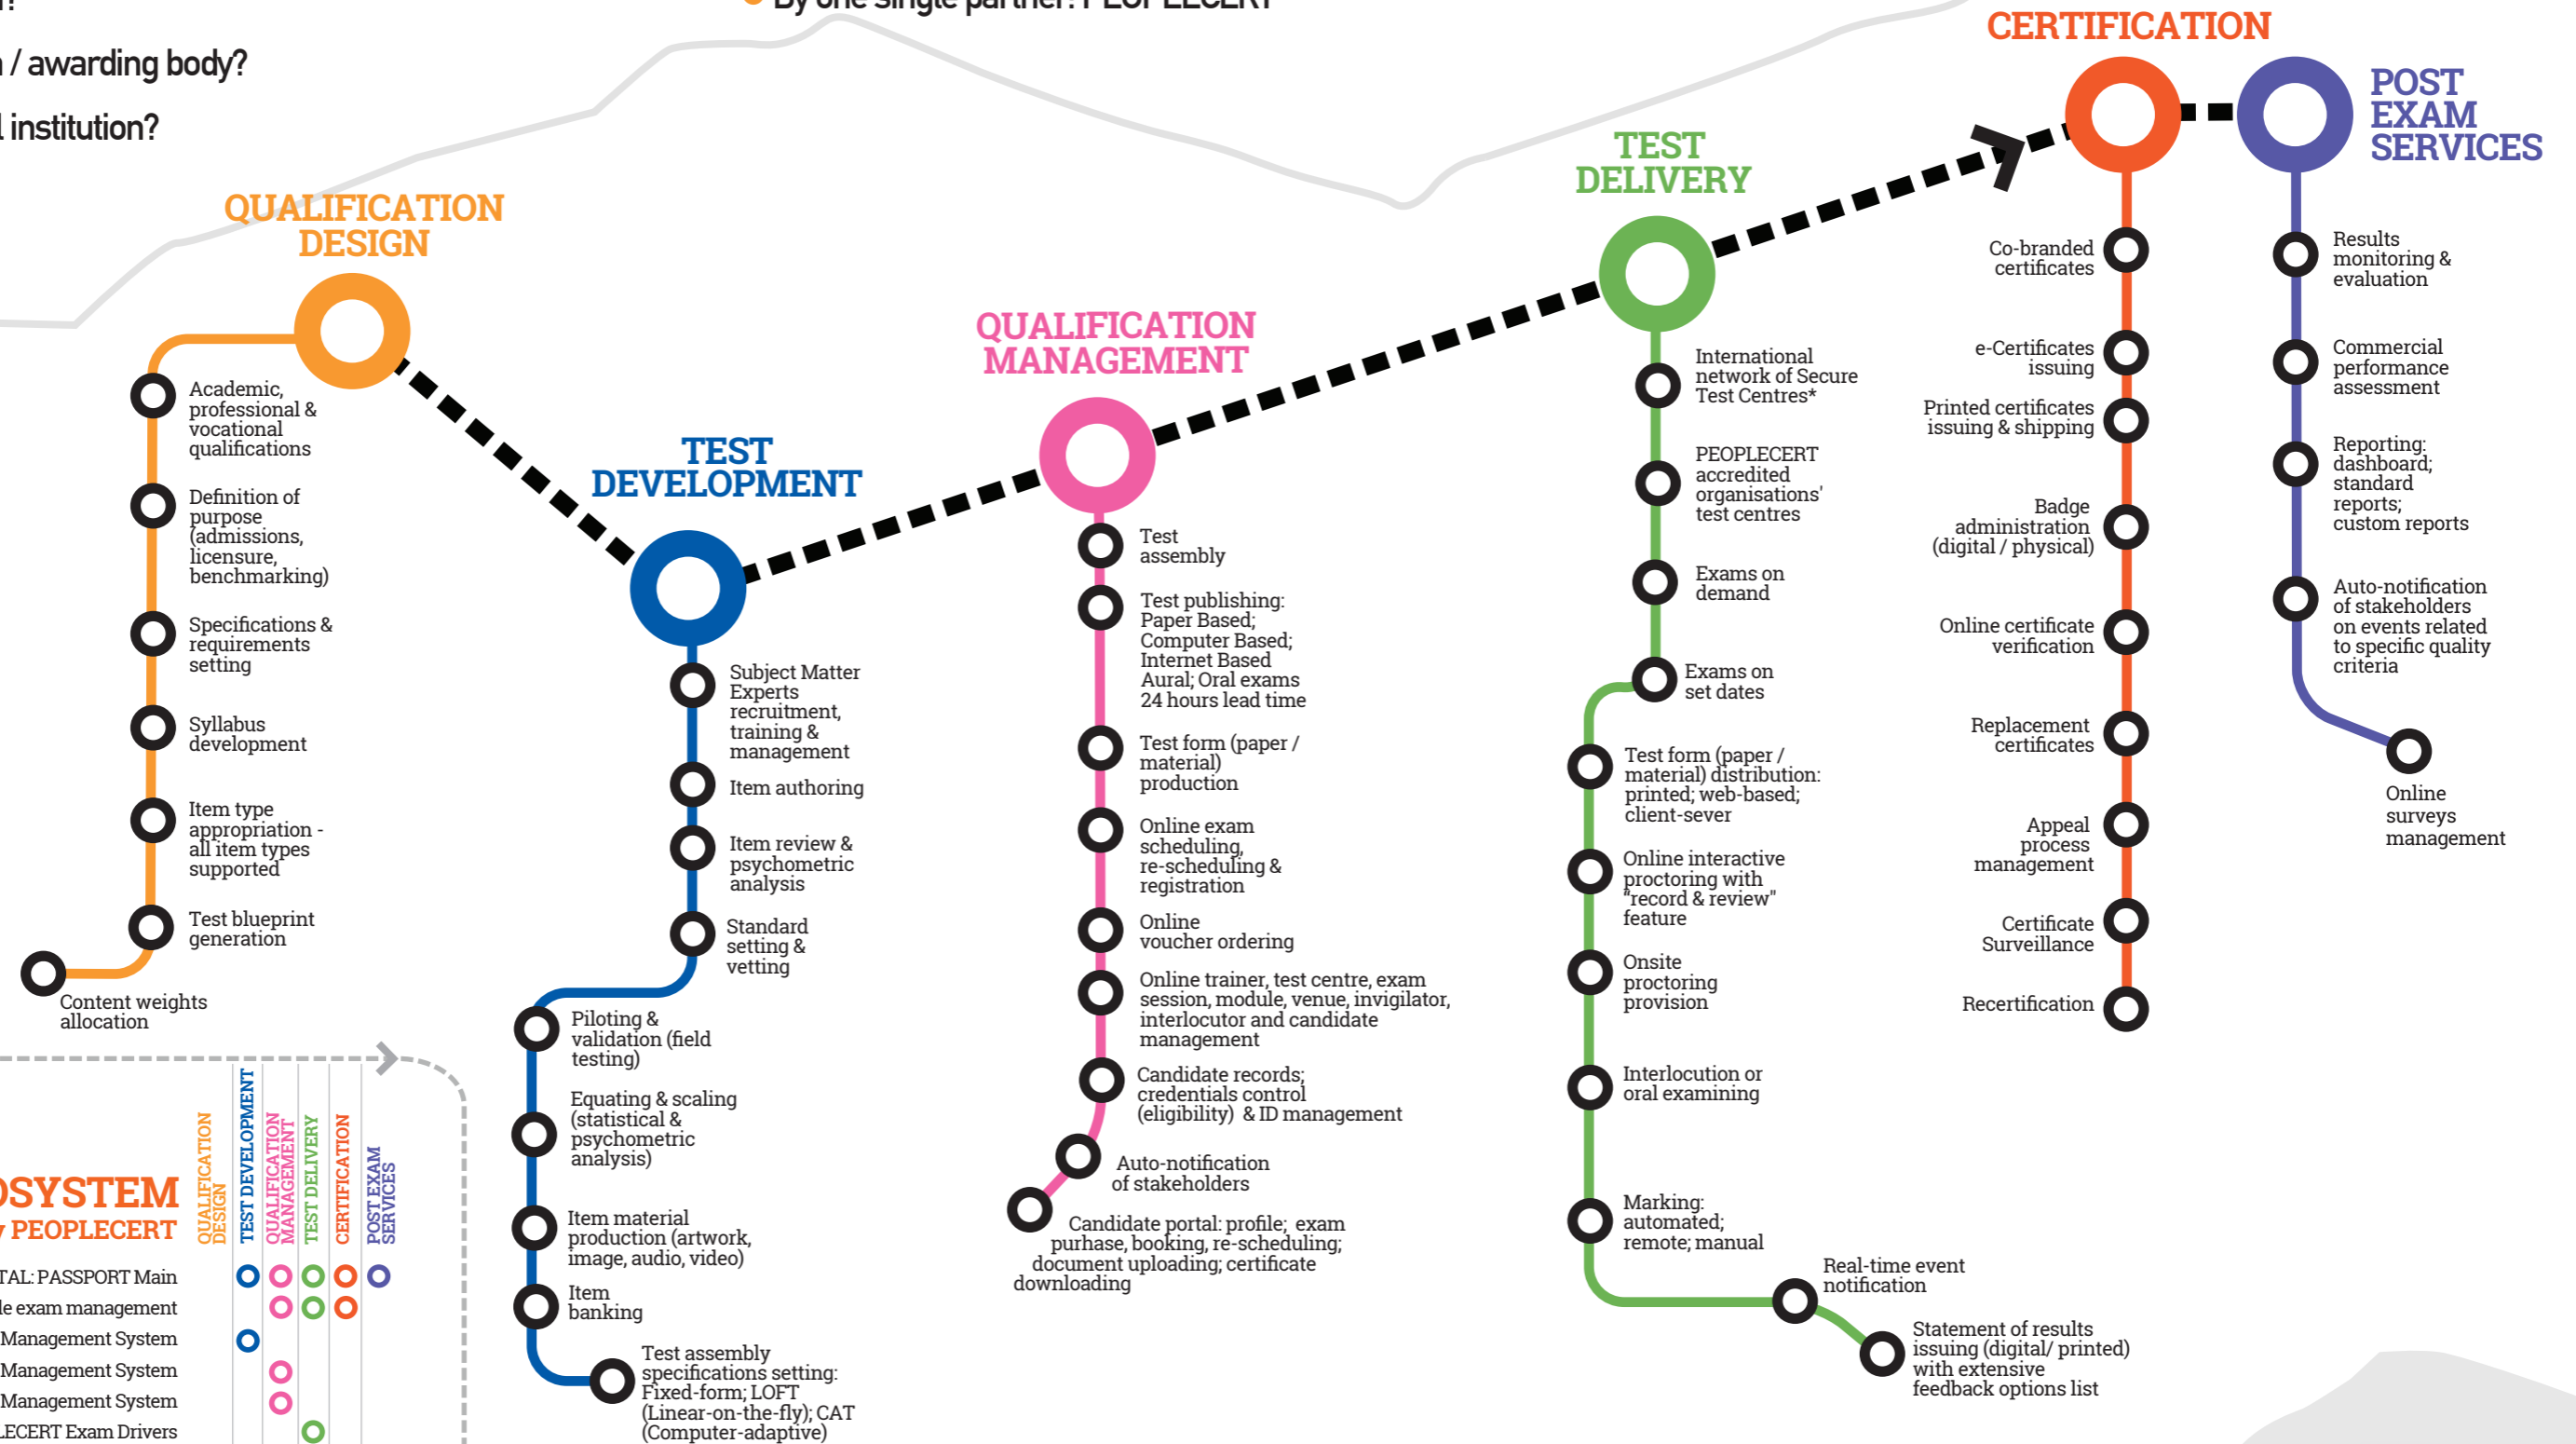 By one single partner: PEOPLECERT
/ awarding body?
institution?
QUALIFICATION
DESIGN
Academic,
professional &
vocational
qualifications
Definition of
purpose
(admissions,
licensure,
benchmarking)
Specifications &
requirements
setting
Syllabus
development
Item type
appropriation -
all item types
supported
Test blueprint
generation
Content weights
allocation
TEST
DEVELOPMENT
Subject Matter
Experts
recruitment,
training &
management
Item authoring
Item review &
psychometric
analysis
Standard
setting &
vetting
Piloting &
validation (field
testing)
Equating & scaling
(statistical &
psychometric
analysis)
Item material
production (artwork,
image, audio, video)
Item
banking
Test assembly
specifications setting:
Fixed-form; LOFT
(Linear-on-the-fly); CAT
(Computer-adaptive)
QUALIFICATION
MANAGEMENT
Test
assembly
Test publishing:
Paper Based;
Computer Based;
Internet Based
Aural; Oral exams
24 hours lead time
Test form (paper /
material)
production
Online exam
scheduling,
re-scheduling &
registration
Online
voucher ordering
Online trainer, test centre, exam
session, module, venue, invigilator,
interlocutor and candidate
management
Candidate records;
credentials control
(eligibility) & ID management
Auto-notification
of stakeholders
Candidate portal: profile; exam
purhase, booking, re-scheduling;
document uploading; certificate
downloading
TEST
DELIVERY
International
network of Secure
Test Centres*
PEOPLECERT
accredited
organisations'
test centres
Exams on
demand
Exams on
set dates
Test form (paper /
material) distribution:
printed; web-based;
client-sever
Online interactive
proctoring with
"record & review"
feature
Onsite
proctoring
provision
Interlocution or
oral examining
Marking:
automated;
remote; manual
Real-time event
notification
Statement of results
issuing (digital/ printed)
with extensive
feedback options list
CERTIFICATION
Co-branded
certificates
e-Certificates
issuing
Printed certificates
issuing & shipping
Badge
administration
(digital / physical)
Online certificate
verification
Replacement
certificates
Appeal
process
management
Certificate
Surveillance
Recertification
POST
EXAM
SERVICES
Results
monitoring &
evaluation
Commercial
performance
assessment
Reporting:
dashboard;
standard
reports;
custom reports
Auto-notification
of stakeholders
on events related
to specific quality
criteria
Online
surveys
management
OSYSTEM
PEOPLECERT
QUALIFICATION
DESIGN
TEST DEVELOPMENT
QUALIFICATION
MANAGEMENT
TEST DELIVERY
CERTIFICATION
POST EXAM
SERVICES
TAL: PASSPORT Main
le exam management
Management System
Management System
Management System
LECERT Exam Drivers